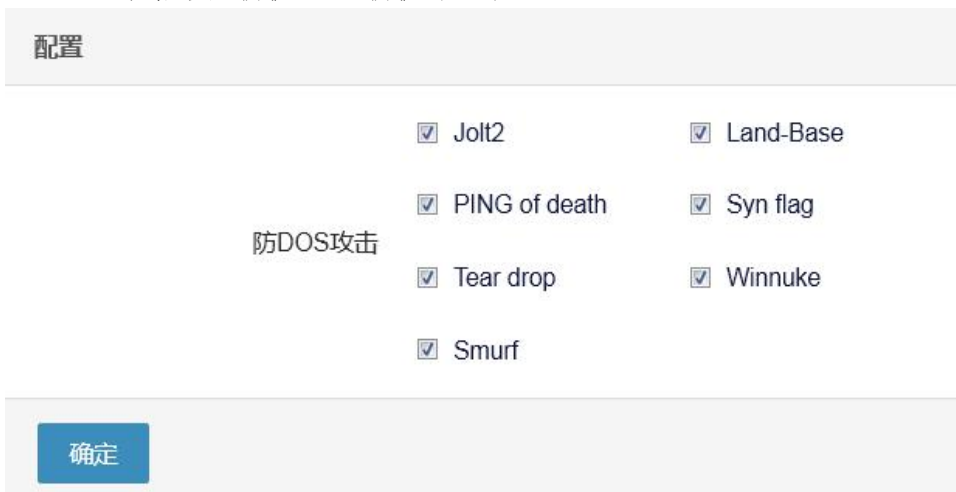 配置
Jolt2 Land-Base
PING of death Syn flag
防DOS攻击
Tear drop Winnuke
Smurf
确定